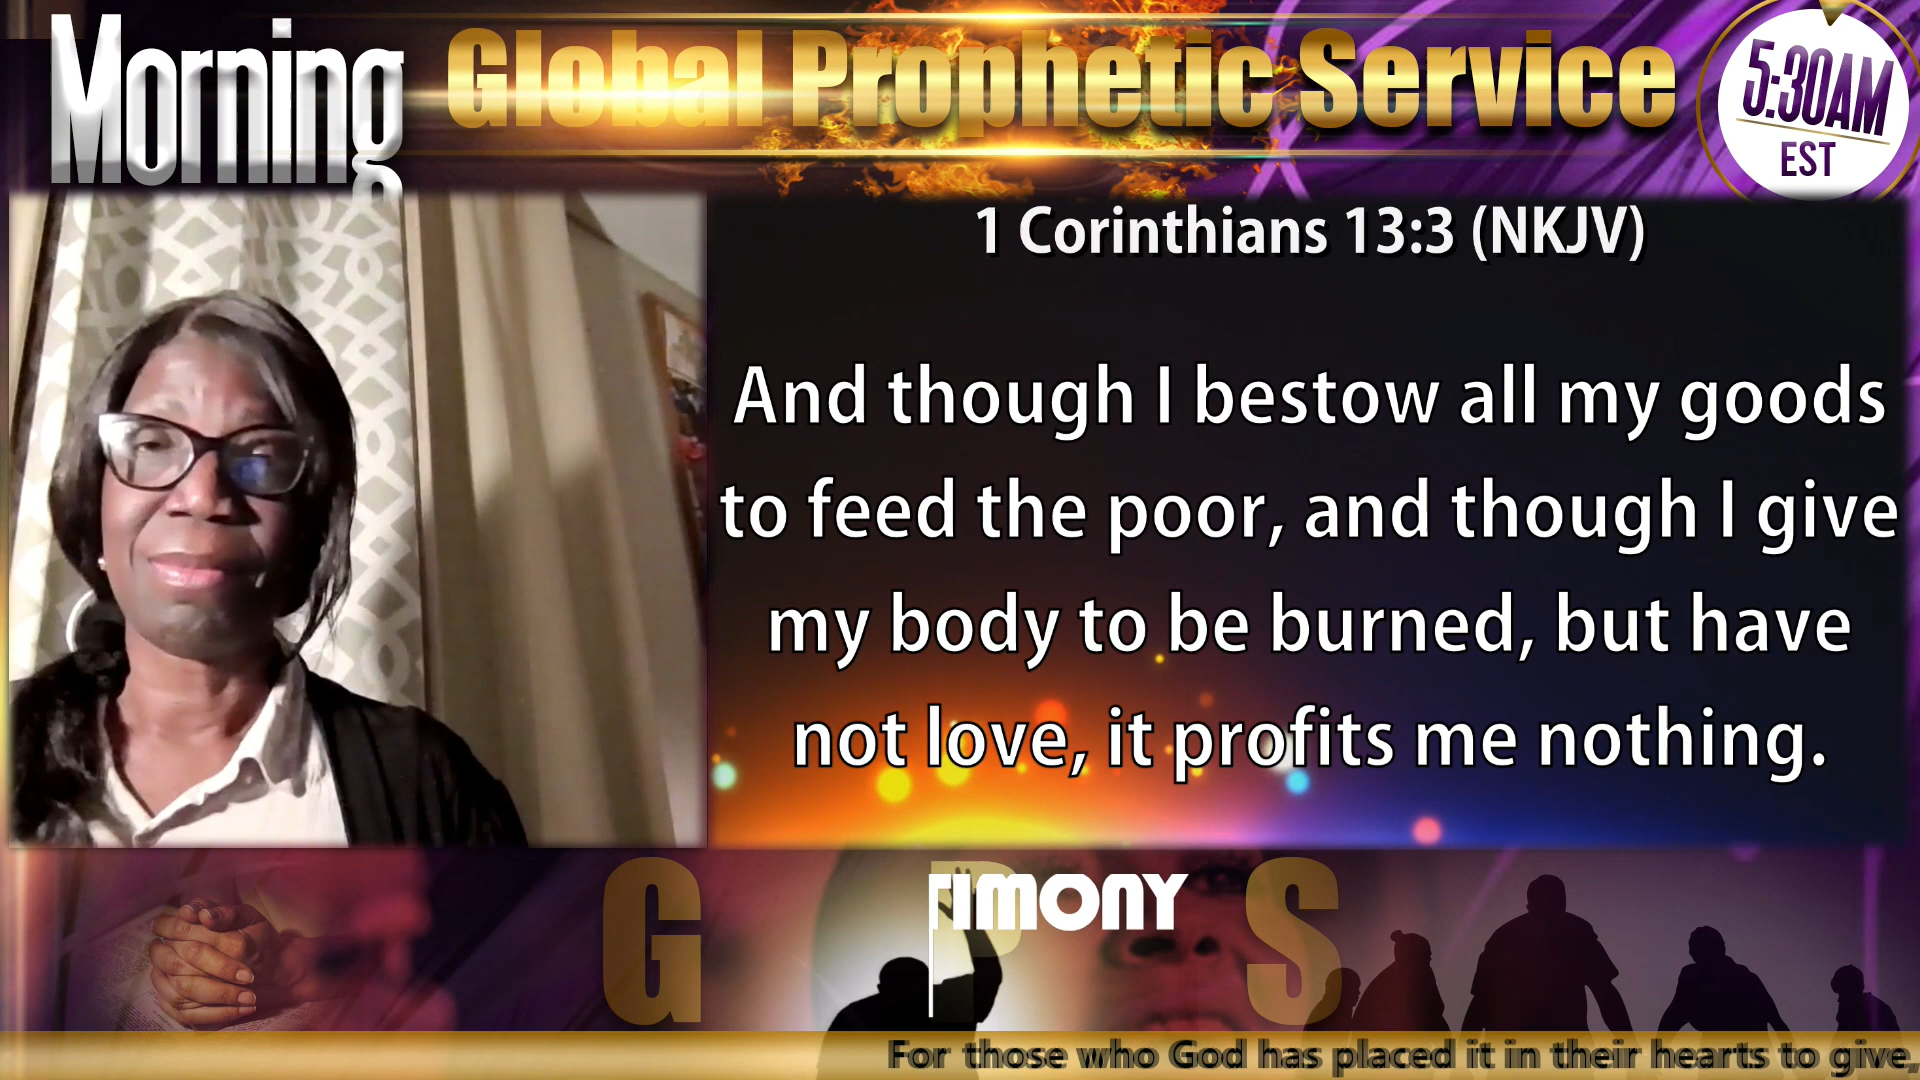 Morning Global Prophetic Service
5:30AM
EST
1 Corinthians 13:3 (NKJV)
And though I bestow all my goods
to feed the poor, and though I give
my body to be burned, but have
not love, it profits me nothing.
G P S
TIMONY
For those who God has placed it in their hearts to give,